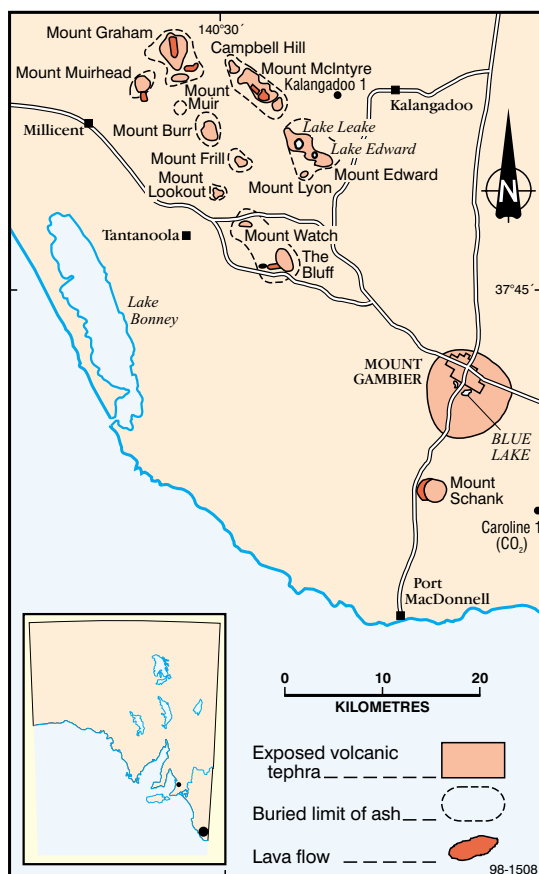 140°30´
Mount Graham
Campbell Hill
Mount McIntyre
Mount Muirhead
Kalangadoo 1
Mount
Muir
Kalangadoo
Millicent
Mount Burr
Lake Leake
Lake Edward
Mount Frill
Mount Edward
Mount
Lookout
Mount Lyon
N
Tantanoola
Mount Watch
The
Bluff
37°45´
Lake
Bonney
MOUNT
GAMBIER
BLUE
LAKE
Mount
Schank
Caroline 1
(CO2)
Port
MacDonnell
0 10 20
KILOMETRES
Exposed volcanic
tephra
Buried limit of ash
Lava flow
98-1508